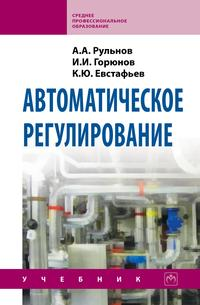 СРЕДНЕЕ
ПРОФЕССИОНАЛЬНОЕ
ОБРАЗОВАНИЕ
А.А. Рульнов
И.И. Горюнов
К.Ю. Евстафьев
АВТОМАТИЧЕСКОЕ
РЕГУЛИРОВАНИЕ
УЧЕБНИК